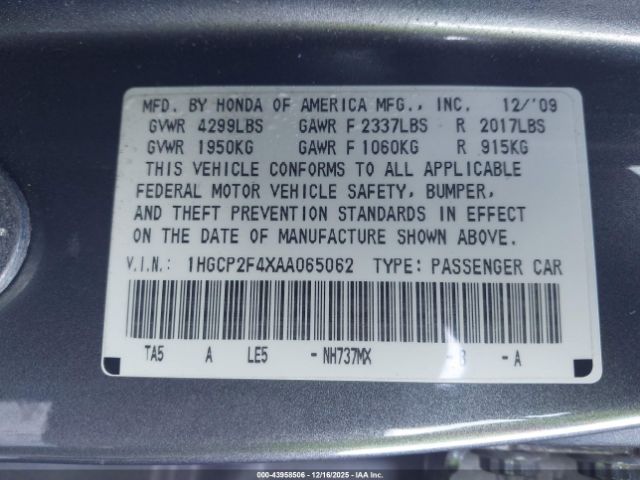 MFD. BY HONDA OF AMERICA MFG., INC. 12/'09
GVWR 4299LBS GAWR F 2337LBS R 2017LBS
GVWR 1950KG GAWR F 1060KG R 915KG
THIS VEHICLE CONFORMS TO ALL APPLICABLE
FEDERAL MOTOR VEHICLE SAFETY, BUMPER,
AND THEFT PREVENTION STANDARDS IN EFFECT
ON THE DATE OF MANUFACTURE SHOWN ABOVE.
V.I.N.: 1HGCP2F4XAA065062 TYPE: PASSENGER CAR
TA5 A LE5 -NH737MX -B -A
000-43958506 - 12/16/2025 - IAA Inc.